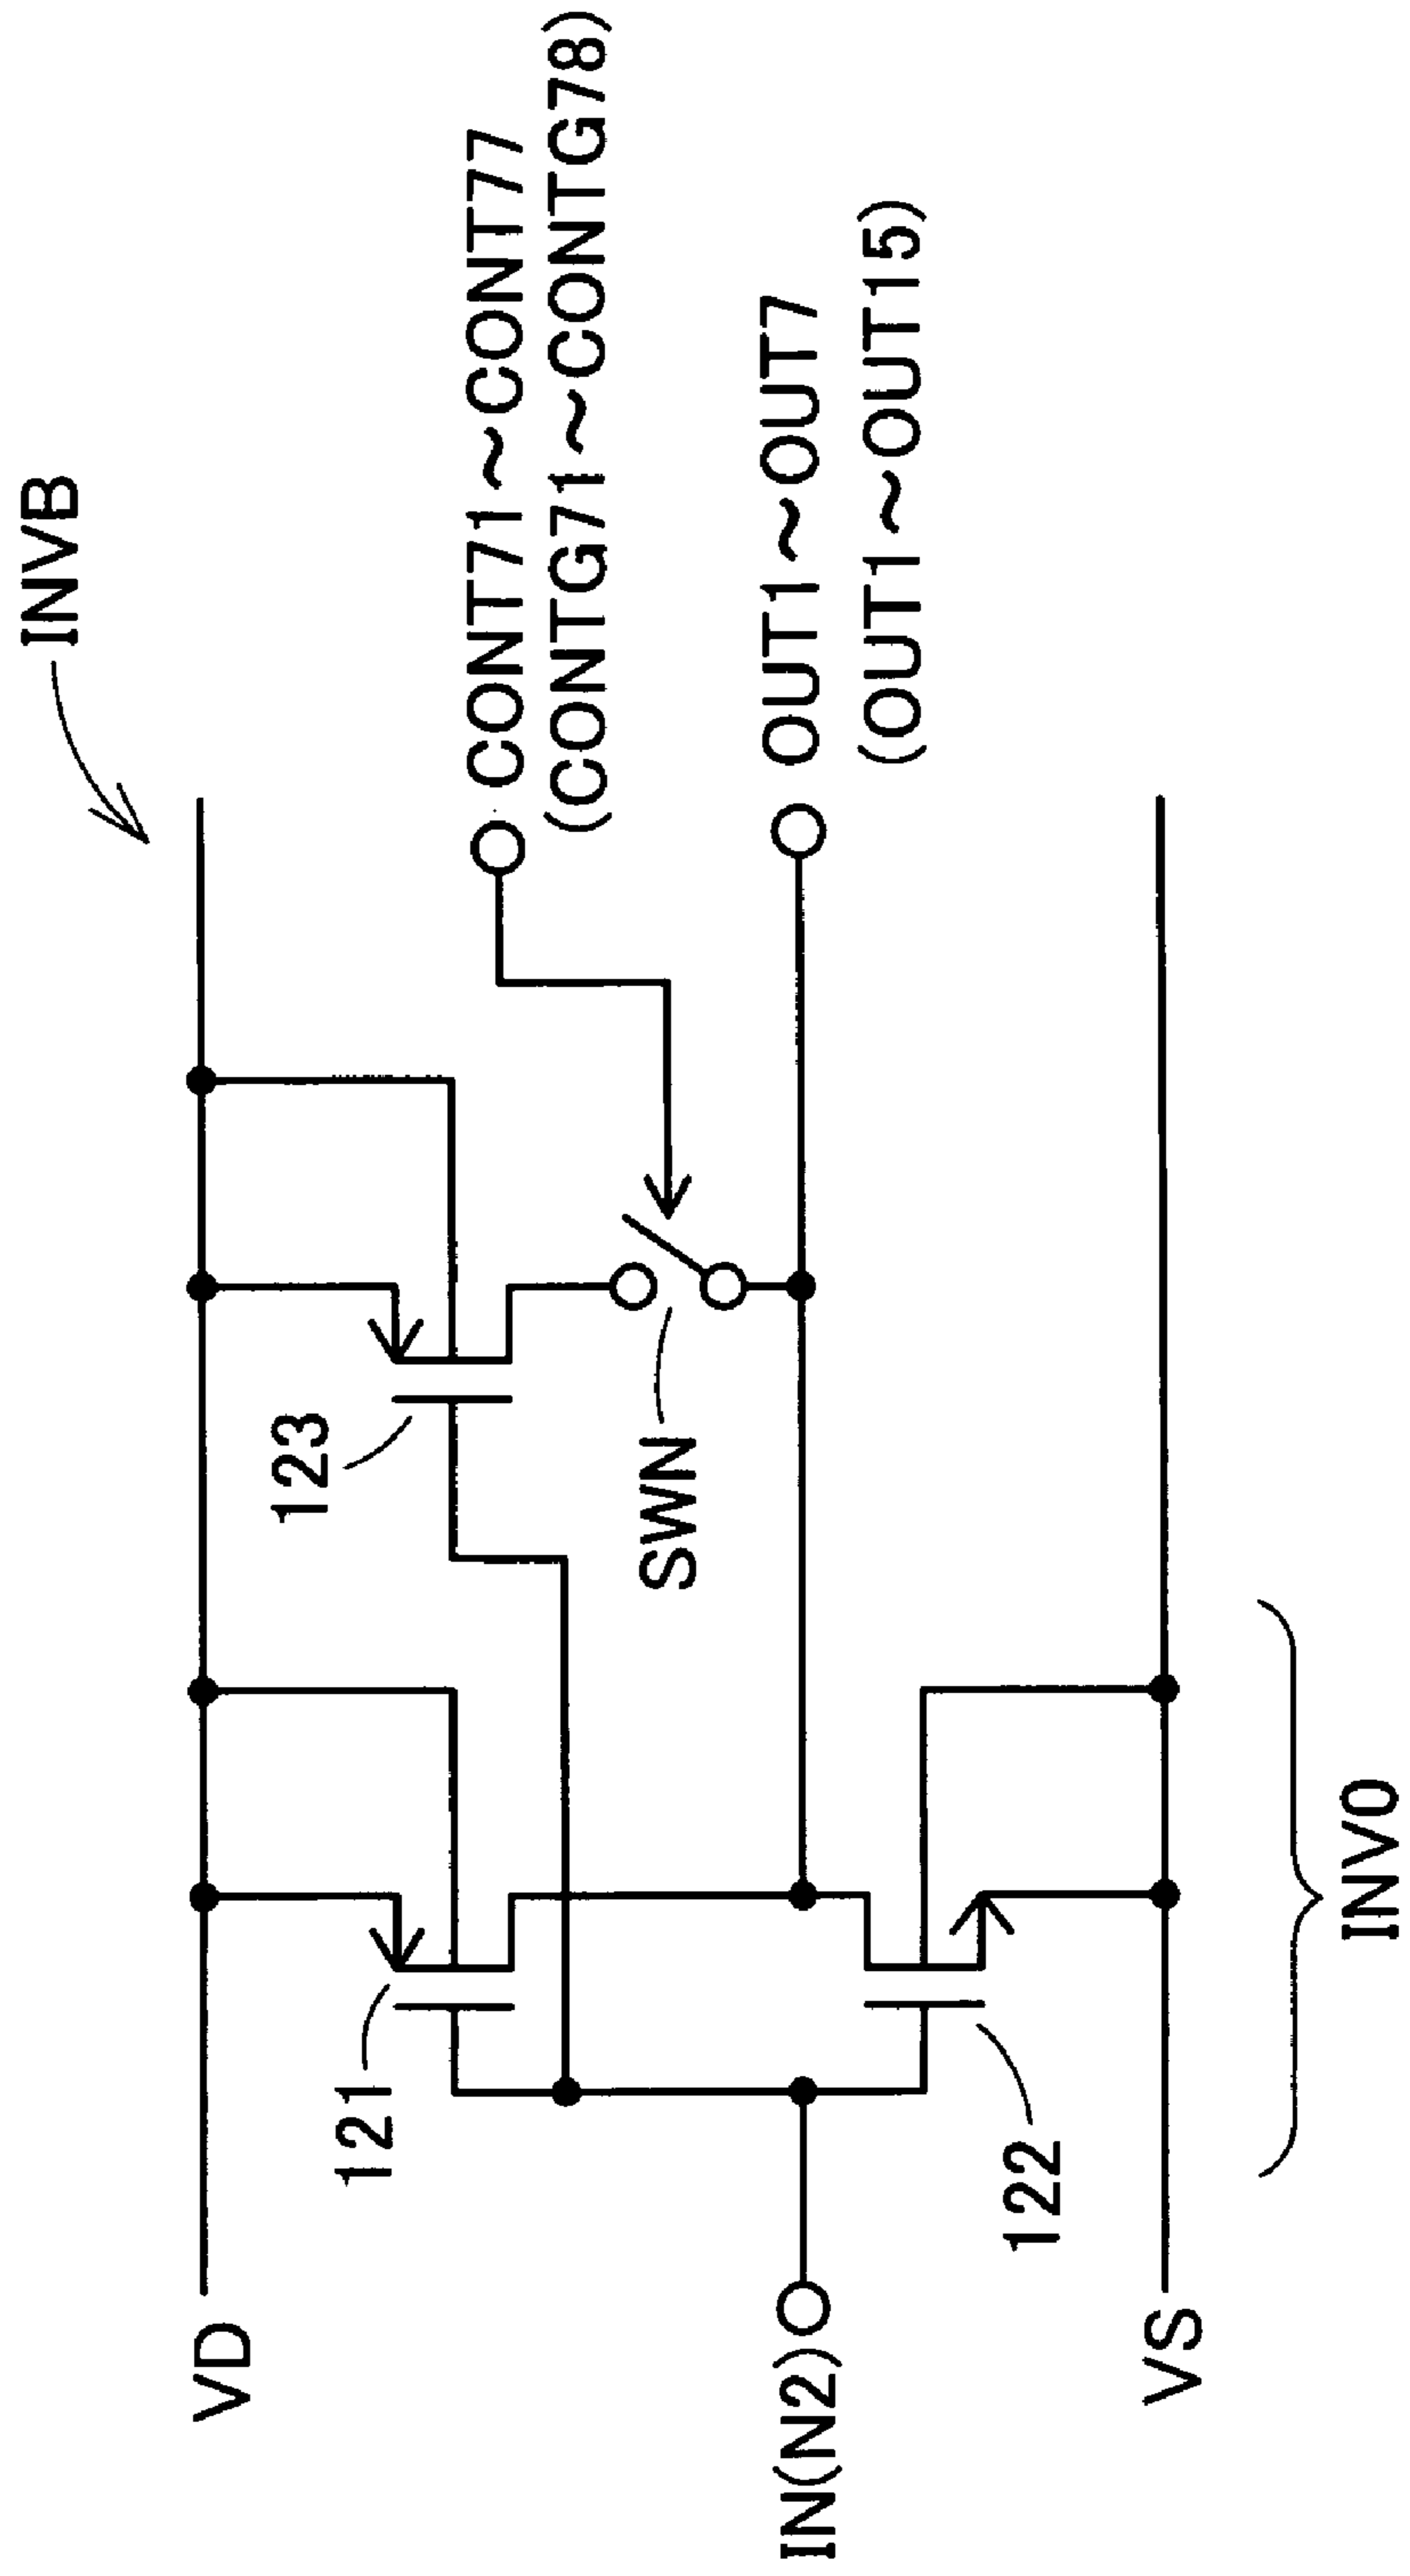 INVB
VD
123
CONT71~CONT77
(CONTG71~CONTG78)
121
SWN
OUT1~OUT7
(OUT1~OUT15)
IN(N2)
122
VS
INV0